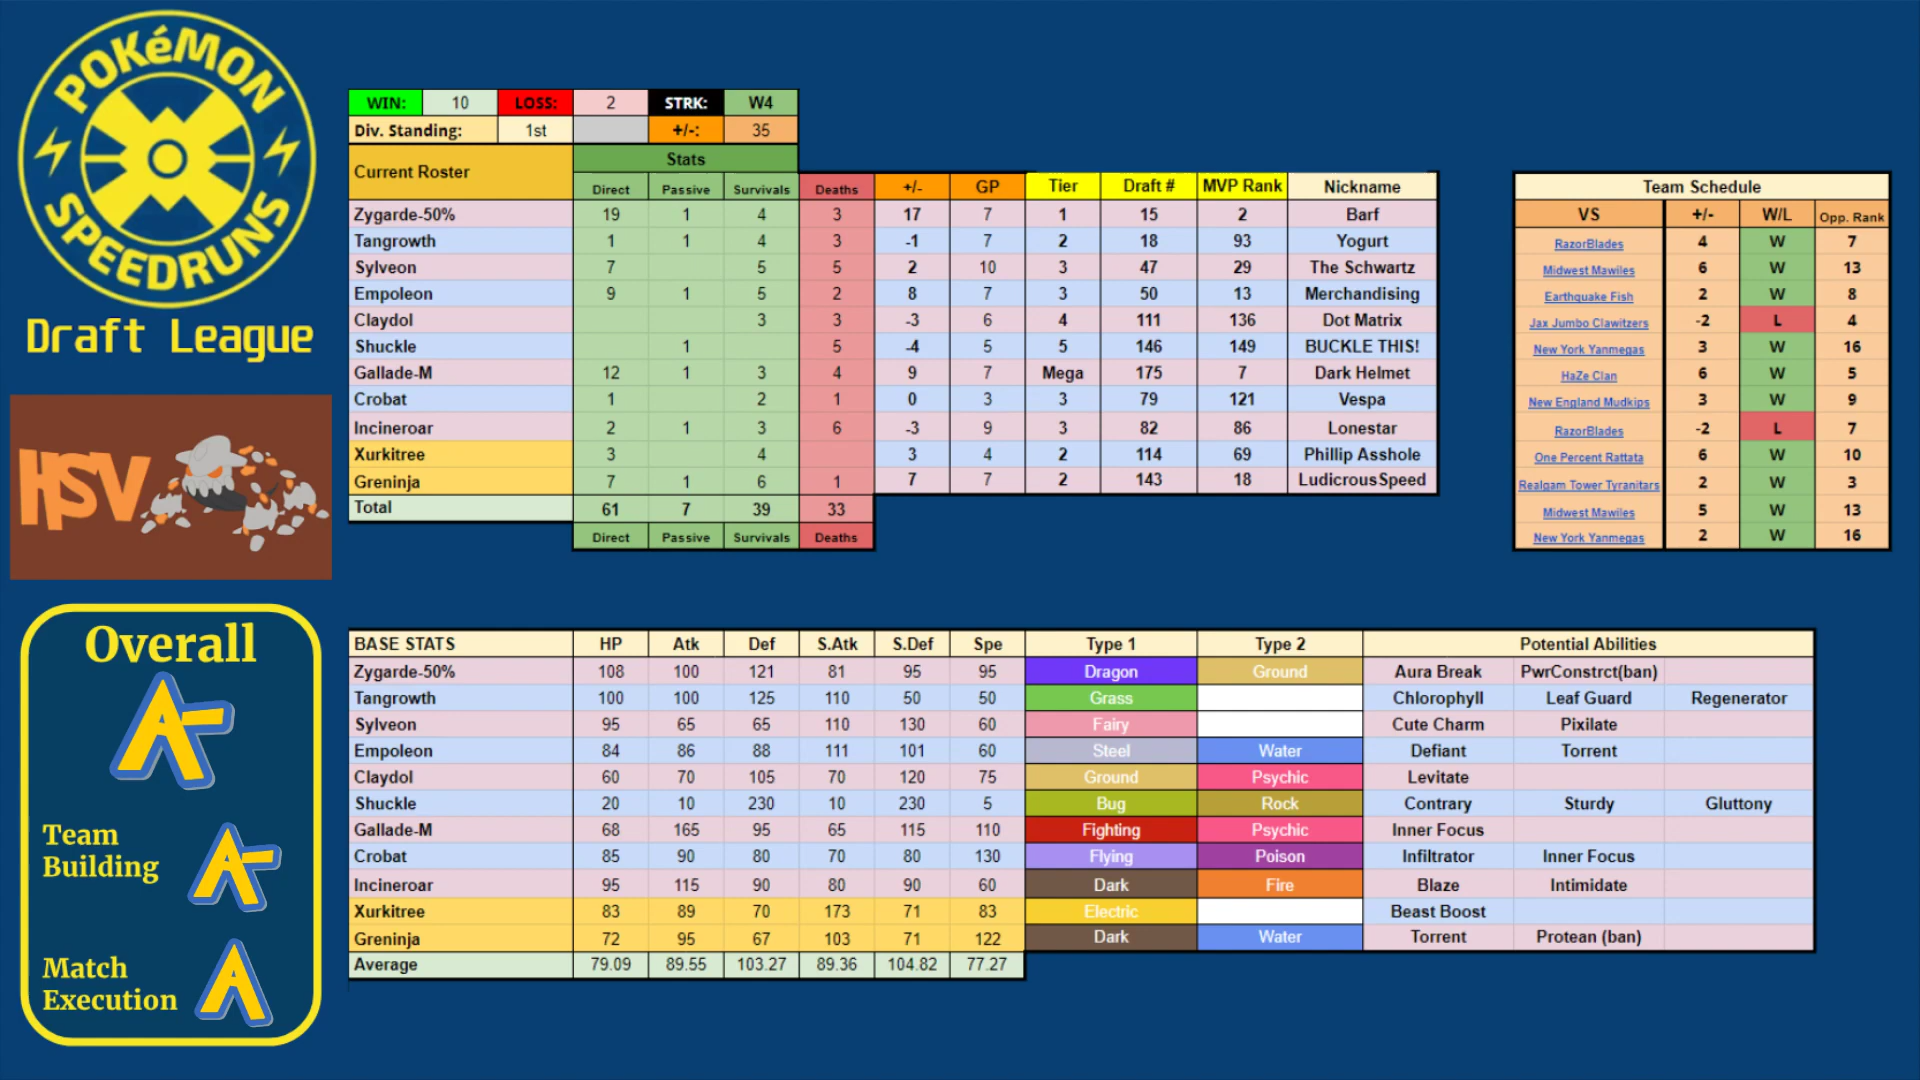 POKéMON
SPEEDRUNS
Draft League
HSV
Overall
A-
Team
Building
A-
Match
Execution
A
WIN: 10 LOSS: 2 STRK: W4
Div. Standing: 1st +/-: 35
Current Roster Stats
Direct Passive Survivals Deaths +/- GP Tier Draft # MVP Rank Nickname
Zygarde-50% 19 1 4 3 17 7 1 15 2 Barf
Tangrowth 1 1 4 3 -1 7 2 18 93 Yogurt
Sylveon 7 5 5 2 10 3 47 29 The Schwartz
Empoleon 9 1 5 2 8 7 3 50 13 Merchandising
Claydol 3 3 -3 6 4 111 136 Dot Matrix
Shuckle 1 5 -4 5 5 146 149 BUCKLE THIS!
Gallade-M 12 1 3 4 9 7 Mega 175 7 Dark Helmet
Crobat 1 2 1 0 3 3 79 121 Vespa
Incineroar 2 1 3 6 -3 9 3 82 86 Lonestar
Xurkitree 3 4 3 4 2 114 69 Phillip Asshole
Greninja 7 1 6 1 7 7 2 143 18 LudicrousSpeed
Total 61 7 39 33
Direct Passive Survivals Deaths
Team Schedule
VS +/- W/L Opp. Rank
RazorBlades 4 W 7
Midwest Mawiles 6 W 13
Earthquake Fish 2 W 8
Jax Jumbo Clawitzers -2 L 4
New York Yanmegas 3 W 16
HaZe Clan 6 W 5
New England Mudkips 3 W 9
RazorBlades -2 L 7
One Percent Rattata 6 W 10
Realgam Tower Tyranitars 2 W 3
Midwest Mawiles 5 W 13
New York Yanmegas 2 W 16
BASE STATS HP Atk Def S.Atk S.Def Spe Type 1 Type 2 Potential Abilities
Zygarde-50% 108 100 121 81 95 95 Dragon Ground Aura Break PwrConstrct(ban)
Tangrowth 100 100 125 110 50 50 Grass Chlorophyll Leaf Guard Regenerator
Sylveon 95 65 65 110 130 60 Fairy Cute Charm Pixilate
Empoleon 84 86 88 111 101 60 Steel Water Defiant Torrent
Claydol 60 70 105 70 120 75 Ground Psychic Levitate
Shuckle 20 10 230 10 230 5 Bug Rock Contrary Sturdy Gluttony
Gallade-M 68 165 95 65 115 110 Fighting Psychic Inner Focus
Crobat 85 90 80 70 80 130 Flying Poison Infiltrator Inner Focus
Incineroar 95 115 90 80 90 60 Dark Fire Blaze Intimidate
Xurkitree 83 89 70 173 71 83 Electric Beast Boost
Greninja 72 95 67 103 71 122 Dark Water Torrent Protean (ban)
Average 79.09 89.55 103.27 89.36 104.82 77.27